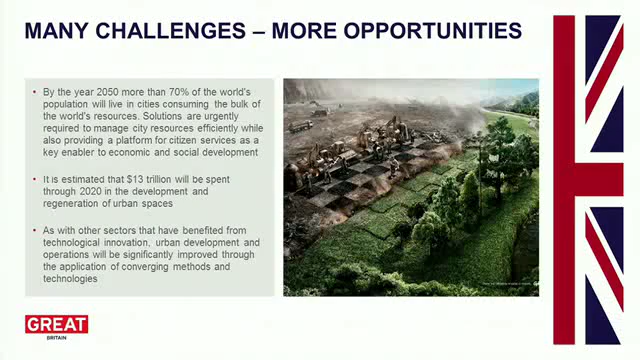 MANY CHALLENGES – MORE OPPORTUNITIES
• By the year 2050 more than 70% of the world's
population will live in cities consuming the bulk of
the world's resources. Solutions are urgently
required to manage city resources efficiently while
also providing a platform for citizen services as a
key enabler to economic and social development
• It is estimated that $13 trillion will be spent
through 2020 in the development and
regeneration of urban spaces
• As with other sectors that have benefited from
technological innovation, urban development and
operations will be significantly improved through
the application of converging methods and
technologies
GREAT
BRITAIN